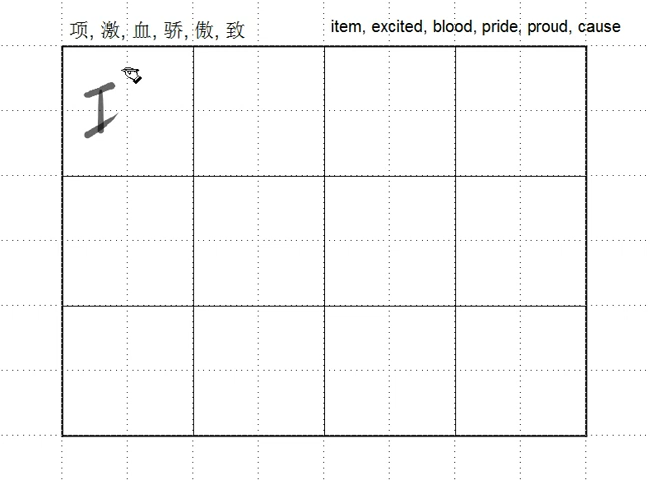 项, 激, 血, 骄, 傲, 致 item, excited, blood, pride, proud, cause
工